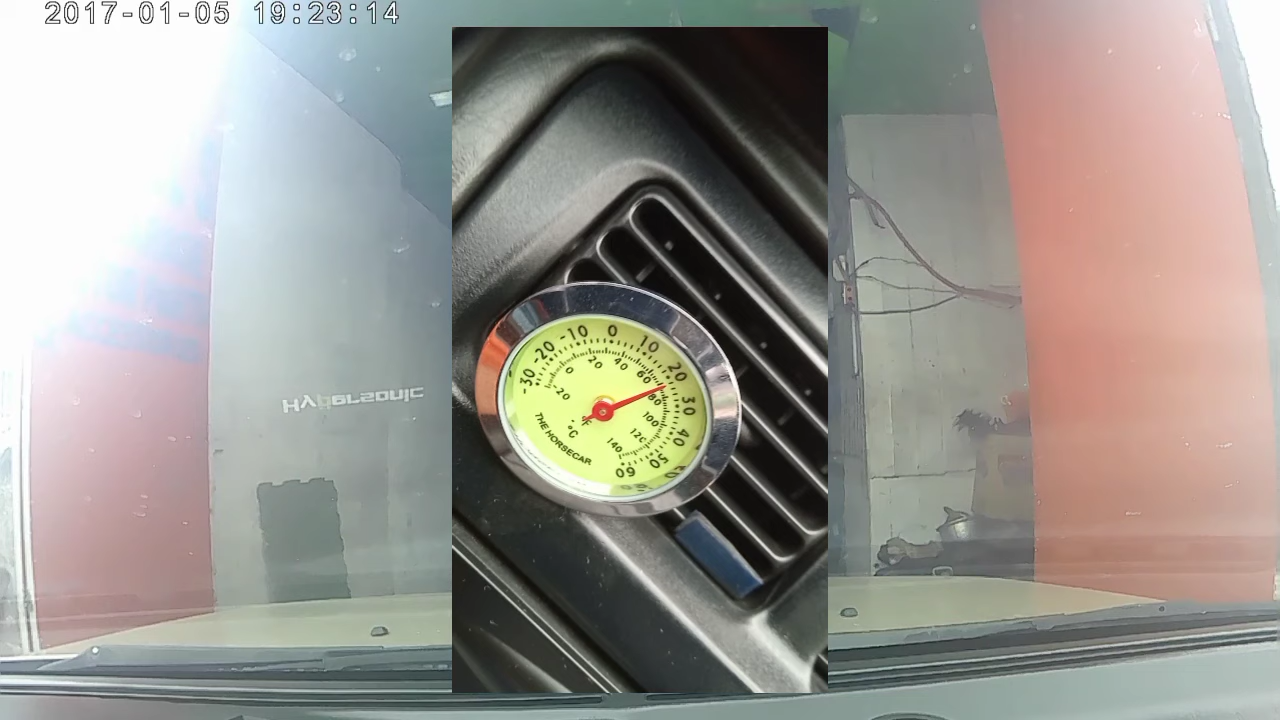 2017-01-05 19:23:14
Hypersonic
-30 -20 -10 0 10 20 30 40 50 60
-20 0 20 40 60 80 100 120 140
°F
°C
THE HORSECAR